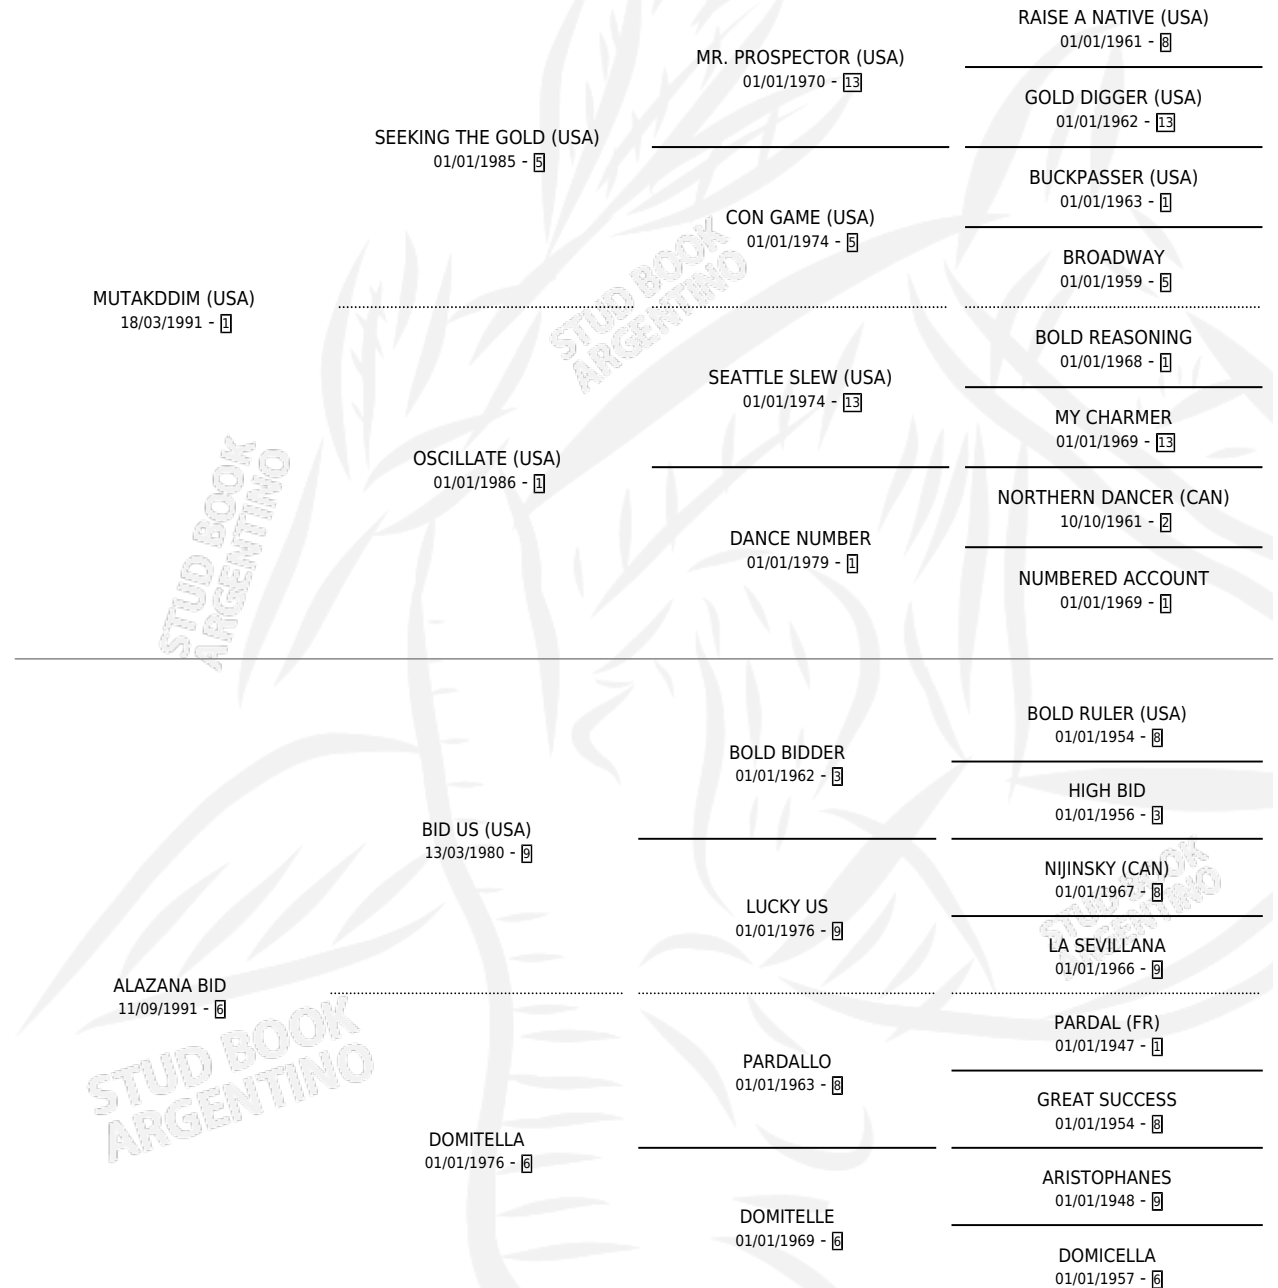 RAISE A NATIVE (USA)
01/01/1961 - 8
MR. PROSPECTOR (USA)
01/01/1970 - 13
GOLD DIGGER (USA)
01/01/1962 - 13
SEEKING THE GOLD (USA)
01/01/1985 - 5
BUCKPASSER (USA)
01/01/1963 - 1
CON GAME (USA)
01/01/1974 - 5
BROADWAY
01/01/1959 - 5
MUTAKDDIM (USA)
18/03/1991 - 1
BOLD REASONING
01/01/1968 - 1
SEATTLE SLEW (USA)
01/01/1974 - 13
MY CHARMER
01/01/1969 - 13
OSCILLATE (USA)
01/01/1986 - 1
NORTHERN DANCER (CAN)
10/10/1961 - 2
DANCE NUMBER
01/01/1979 - 1
NUMBERED ACCOUNT
01/01/1969 - 1
BOLD RULER (USA)
01/01/1954 - 8
BOLD BIDDER
01/01/1962 - 3
HIGH BID
01/01/1956 - 3
BID US (USA)
13/03/1980 - 9
NIJINSKY (CAN)
01/01/1967 - 8
LUCKY US
01/01/1976 - 9
LA SEVILLANA
01/01/1966 - 9
ALAZANA BID
11/09/1991 - 6
PARDAL (FR)
01/01/1947 - 1
PARDALLO
01/01/1963 - 8
GREAT SUCCESS
01/01/1954 - 8
DOMITELLA
01/01/1976 - 6
ARISTOPHANES
01/01/1948 - 9
DOMITELLE
01/01/1969 - 6
DOMICELLA
01/01/1957 - 6
STUD BOOK
ARGENTINO
STUD BOOK
ARGENTINO
STUD BOOK
ARGENTINO
STUD BOOK
ARGENTINO